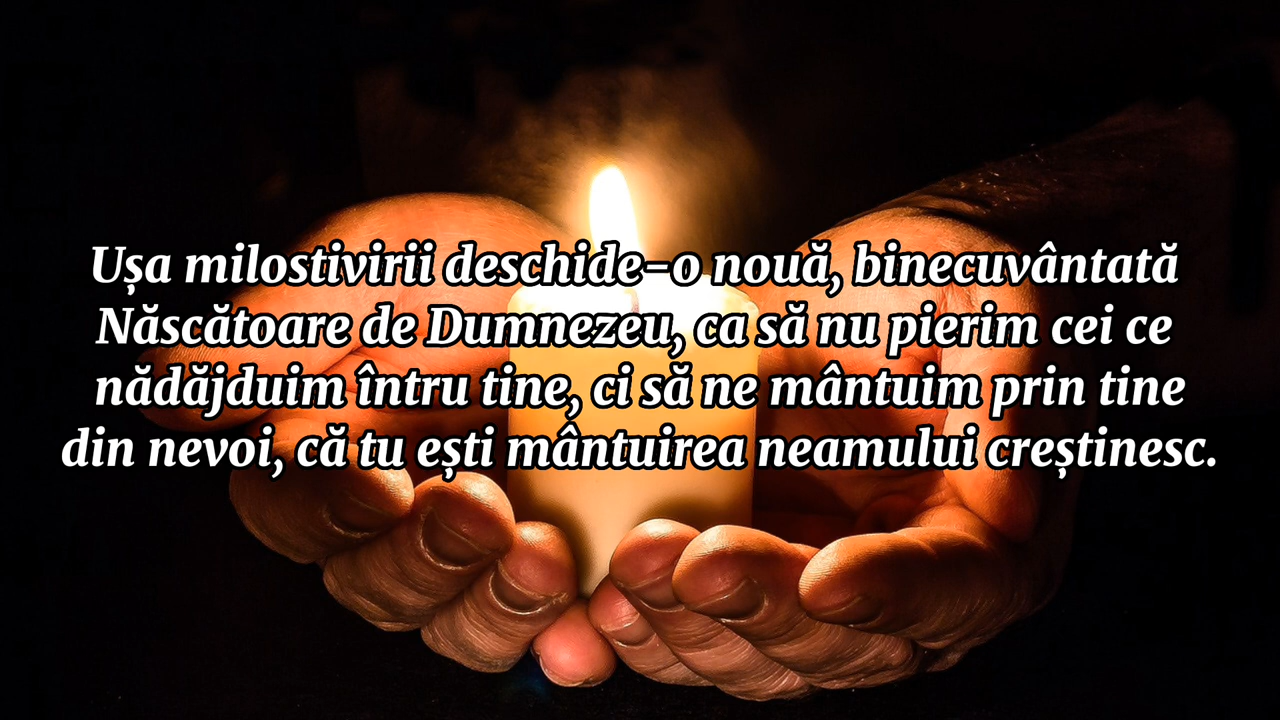 Ușa milostivirii deschide-o nouă, binecuvântată
Născătoare de Dumnezeu, ca să nu pierim cei ce
nădăjduim întru tine, ci să ne mântuim prin tine
din nevoi, că tu ești mântuirea neamului creștinesc.